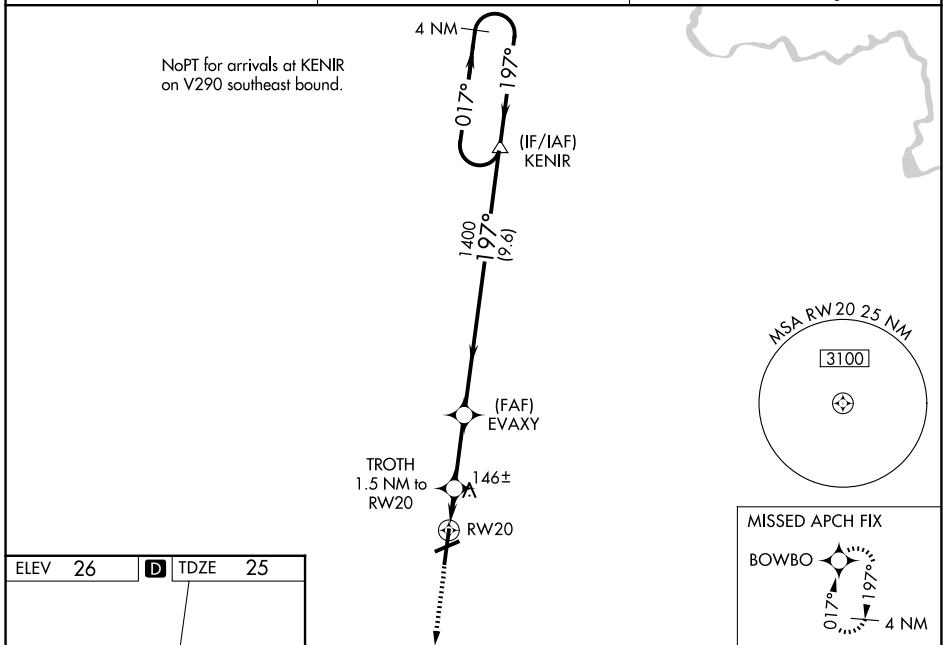 NoPT for arrivals at KENIR
on V290 southeast bound.
4 NM
017°
197°
(IF/IAF)
KENIR
1400
197°
(9.6)
MSA RW20 25 NM
3100
(FAF)
EVAXY
TROTH
1.5 NM to
RW20
146±
RW20
MISSED APCH FIX
BOWBO
017°
197°
4 NM
ELEV 26 D TDZE 25